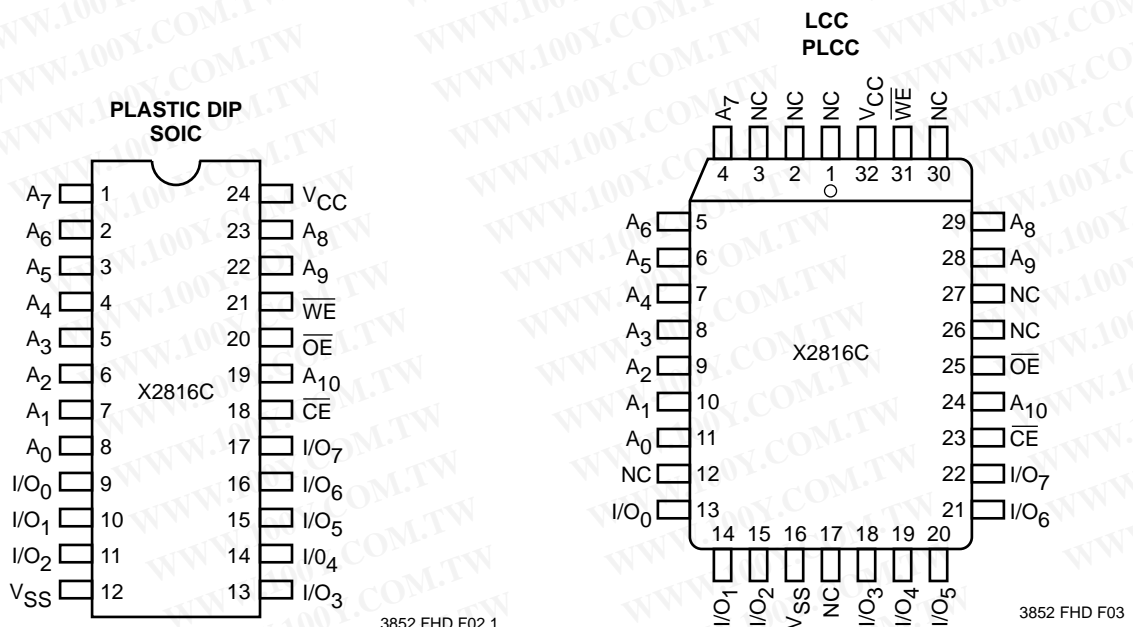 PLASTIC DIP
SOIC
A7 1 24 VCC
A6 2 23 A8
A5 3 22 A9
A4 4 21 WE
A3 5 20 OE
A2 6 19 A10
X2816C
A1 7 18 CE
A0 8 17 I/O7
I/O0 9 16 I/O6
I/O1 10 15 I/O5
I/O2 11 14 I/04
VSS 12 13 I/O3
3852 FHD F02.1
LCC
PLCC
A7 NC NC NC VCC WE NC
4 3 2 1 32 31 30
A6 5 29 A8
A5 6 28 A9
A4 7 27 NC
A3 8 26 NC
X2816C
A2 9 25 OE
A1 10 24 A10
A0 11 23 CE
NC 12 22 I/O7
I/O0 13 21 I/O6
14 15 16 17 18 19 20
I/O1 I/O2 VSS NC I/O3 I/O4 I/O5
3852 FHD F03
WWW.100Y.COM.TW